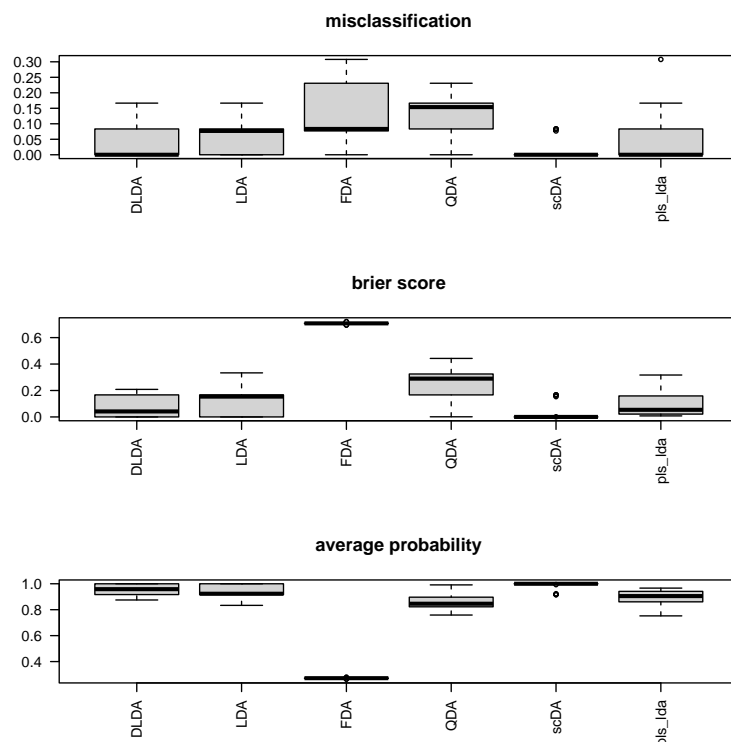 misclassification
0.30
0.25
0.20
0.15
0.10
0.05
0.00
DLDA
LDA
FDA
QDA
scDA
pls_lda
brier score
0.6
0.4
0.2
0.0
DLDA
LDA
FDA
QDA
scDA
pls_lda
average probability
1.0
0.8
0.6
0.4
DLDA
LDA
FDA
QDA
scDA
pls_lda